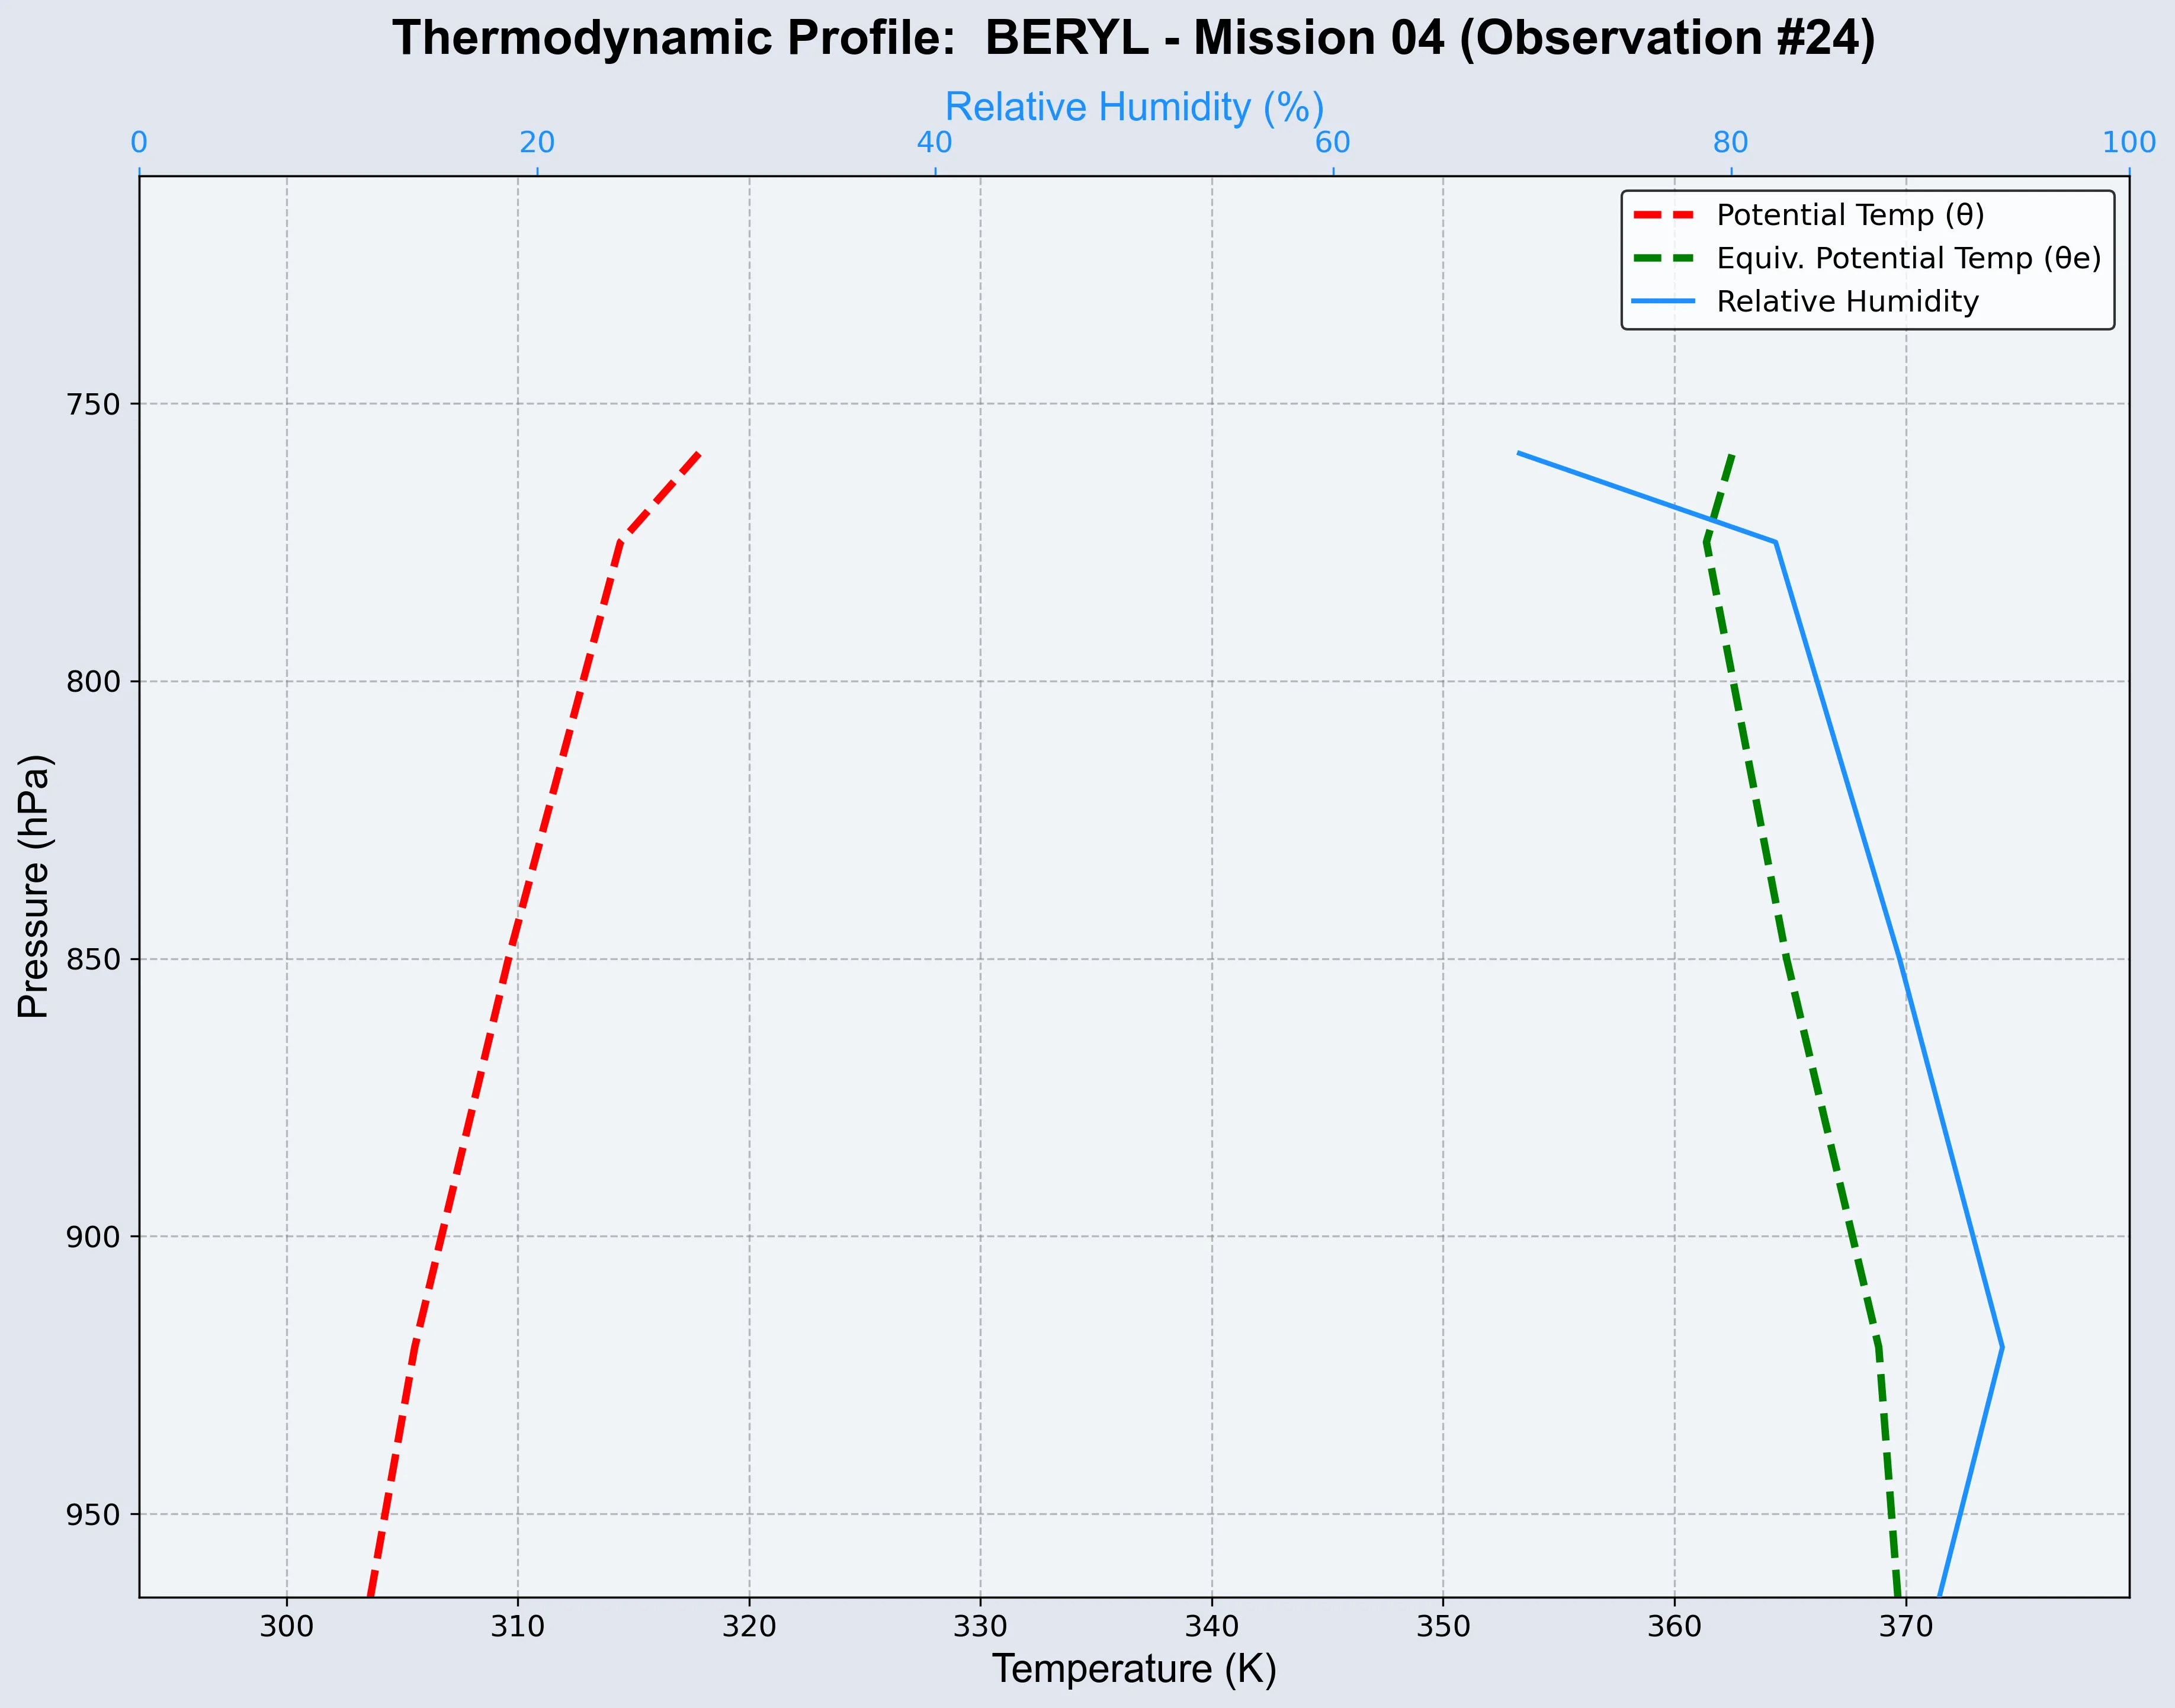 Thermodynamic Profile:  BERYL - Mission 04 (Observation #24)
Relative Humidity (%)
0 20 40 60 80 100
Potential Temp (θ)
Equiv. Potential Temp (θe)
Relative Humidity
750
800
850
900
950
Pressure (hPa)
300 310 320 330 340 350 360 370
Temperature (K)